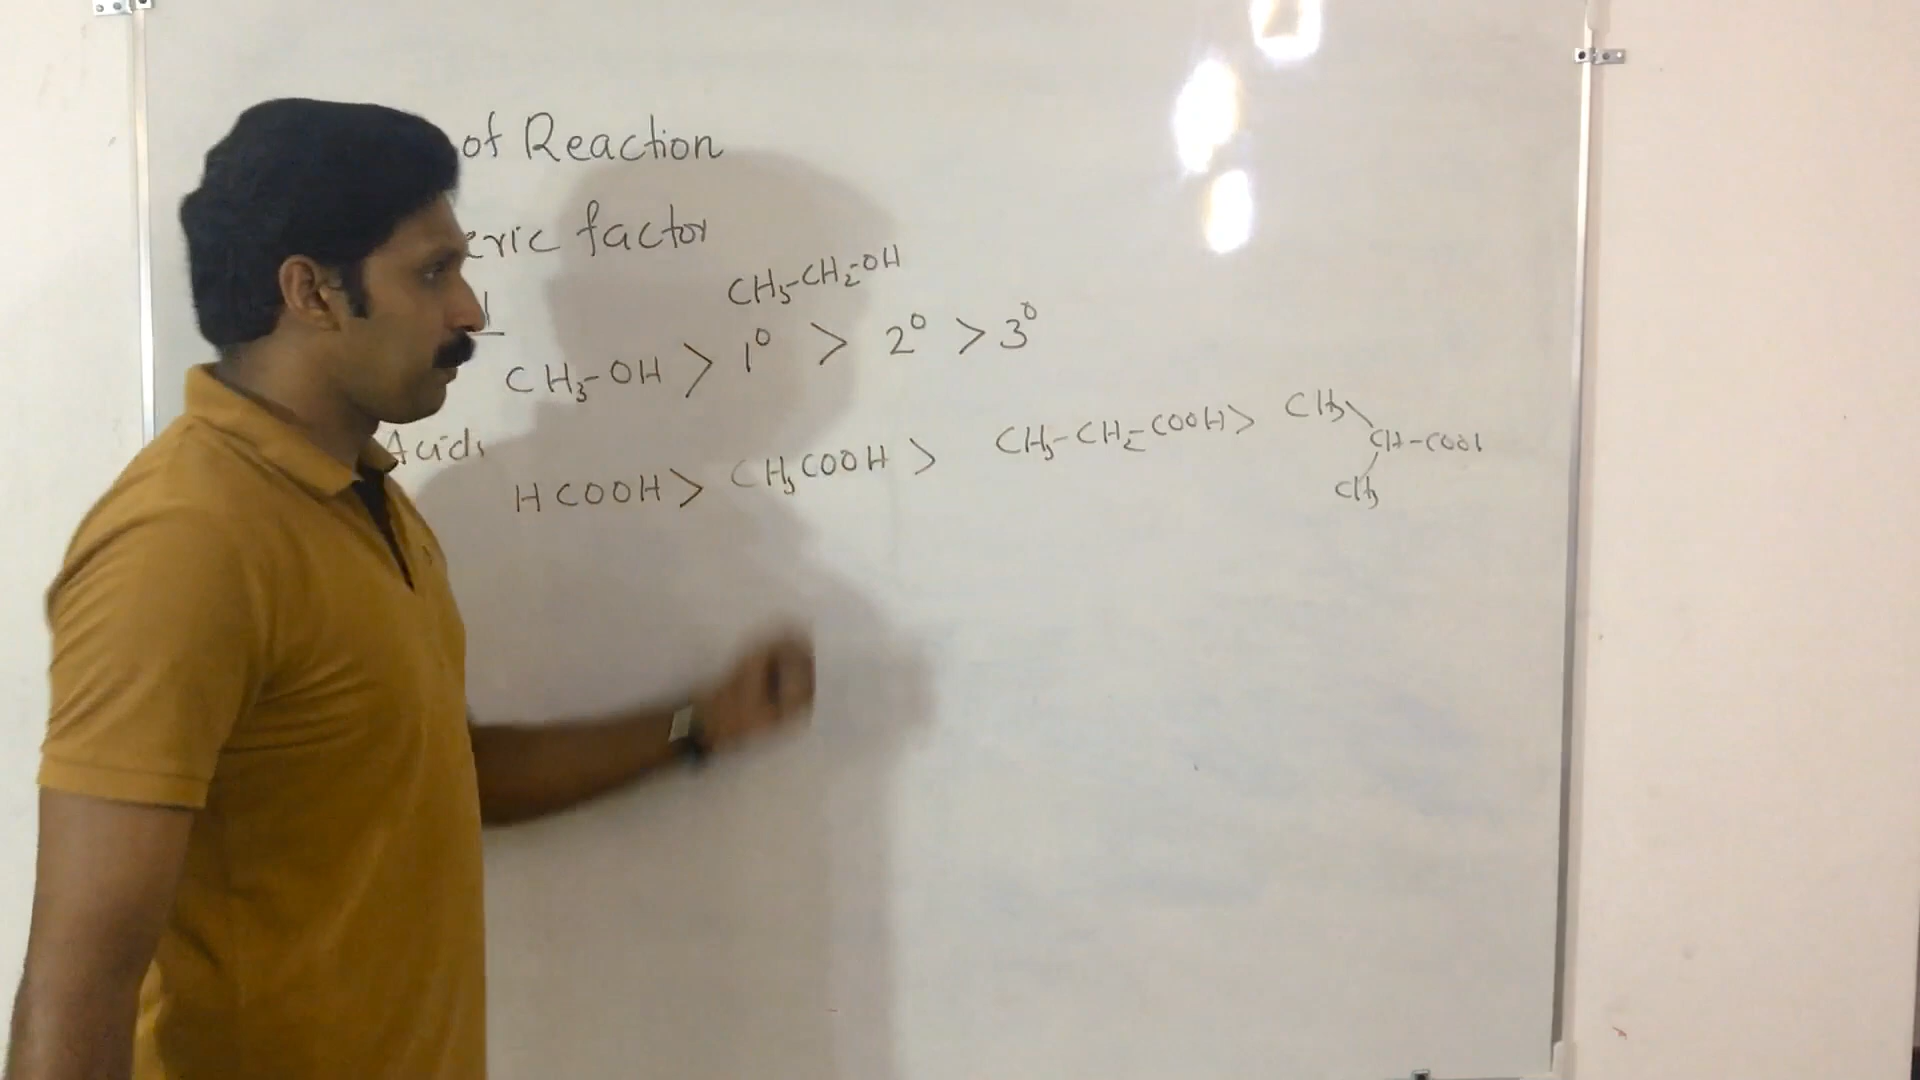 of Reaction
eric factor
CH3-CH2-OH
CH3-OH > 1° > 2° > 3°
Acids
HCOOH > CH3COOH > CH3-CH2-COOH > CH3
CH-COOH
CH3